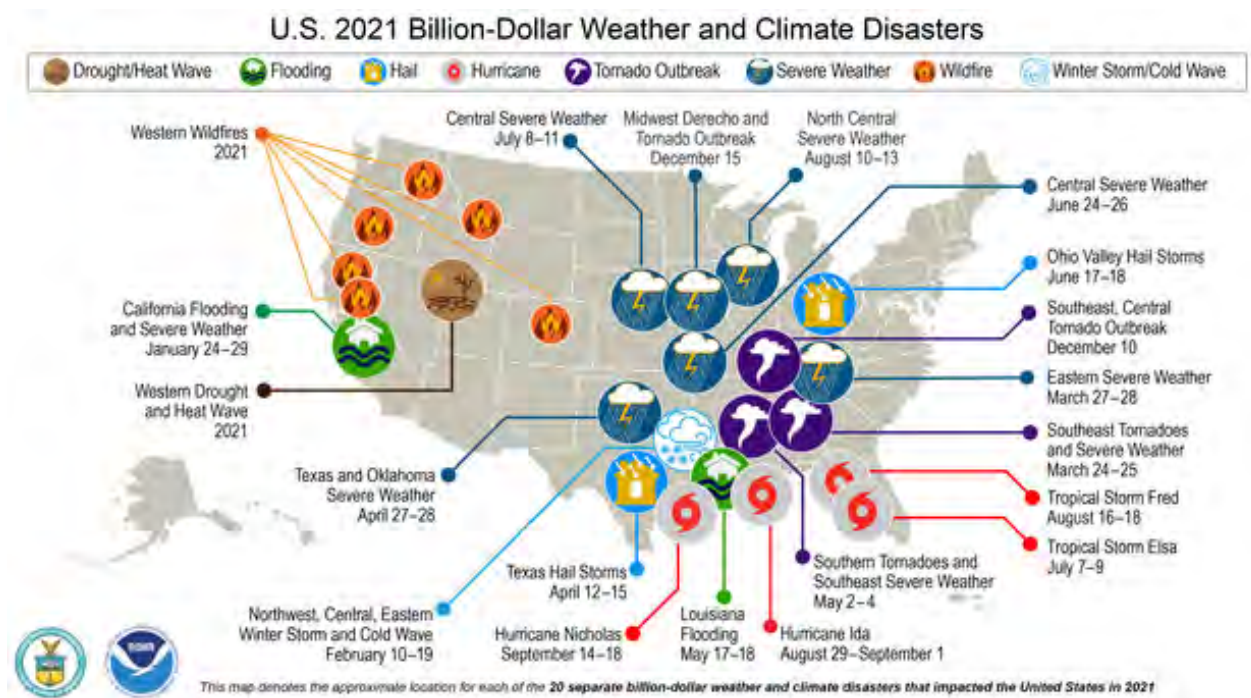 U.S. 2021 Billion-Dollar Weather and Climate Disasters
Drought/Heat Wave Flooding Hail Hurricane Tornado Outbreak Severe Weather Wildfire Winter Storm/Cold Wave
Western Wildfires
2021
Central Severe Weather
July 8–11
Midwest Derecho and
Tornado Outbreak
December 15
North Central
Severe Weather
August 10–13
Central Severe Weather
June 24–26
Ohio Valley Hail Storms
June 17–18
California Flooding
and Severe Weather
January 24–29
Southeast, Central
Tornado Outbreak
December 10
Western Drought
and Heat Wave
2021
Eastern Severe Weather
March 27–28
Southeast Tornadoes
and Severe Weather
March 24–25
Texas and Oklahoma
Severe Weather
April 27–28
Tropical Storm Fred
August 16–18
Tropical Storm Elsa
July 7–9
Texas Hail Storms
April 12–15
Southern Tornadoes and
Southeast Severe Weather
May 2–4
Northwest, Central, Eastern
Winter Storm and Cold Wave
February 10–19
Hurricane Nicholas
September 14–18
Louisiana
Flooding
May 17–18
Hurricane Ida
August 29–September 1
NOAA
This map denotes the approximate location for each of the 20 separate billion-dollar weather and climate disasters that impacted the United States in 2021